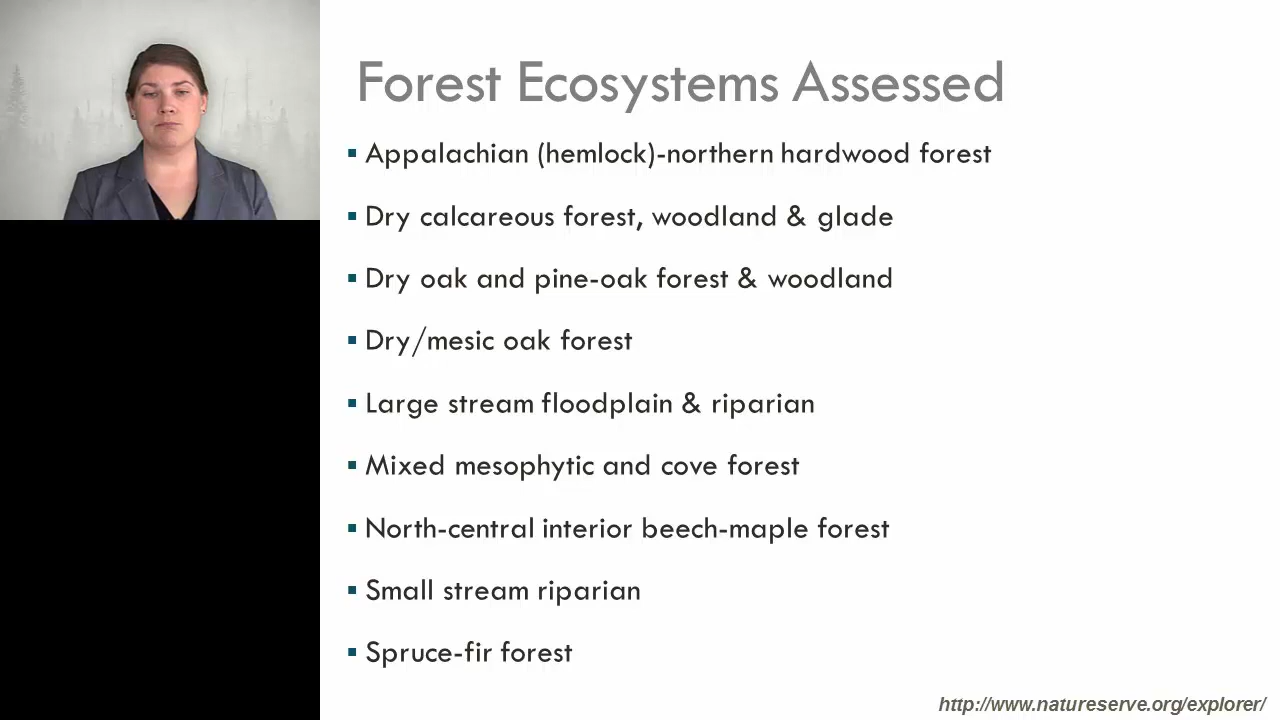 Forest Ecosystems Assessed
▪ Appalachian (hemlock)-northern hardwood forest
▪ Dry calcareous forest, woodland & glade
▪ Dry oak and pine-oak forest & woodland
▪ Dry/mesic oak forest
▪ Large stream floodplain & riparian
▪ Mixed mesophytic and cove forest
▪ North-central interior beech-maple forest
▪ Small stream riparian
▪ Spruce-fir forest
http://www.natureserve.org/explorer/